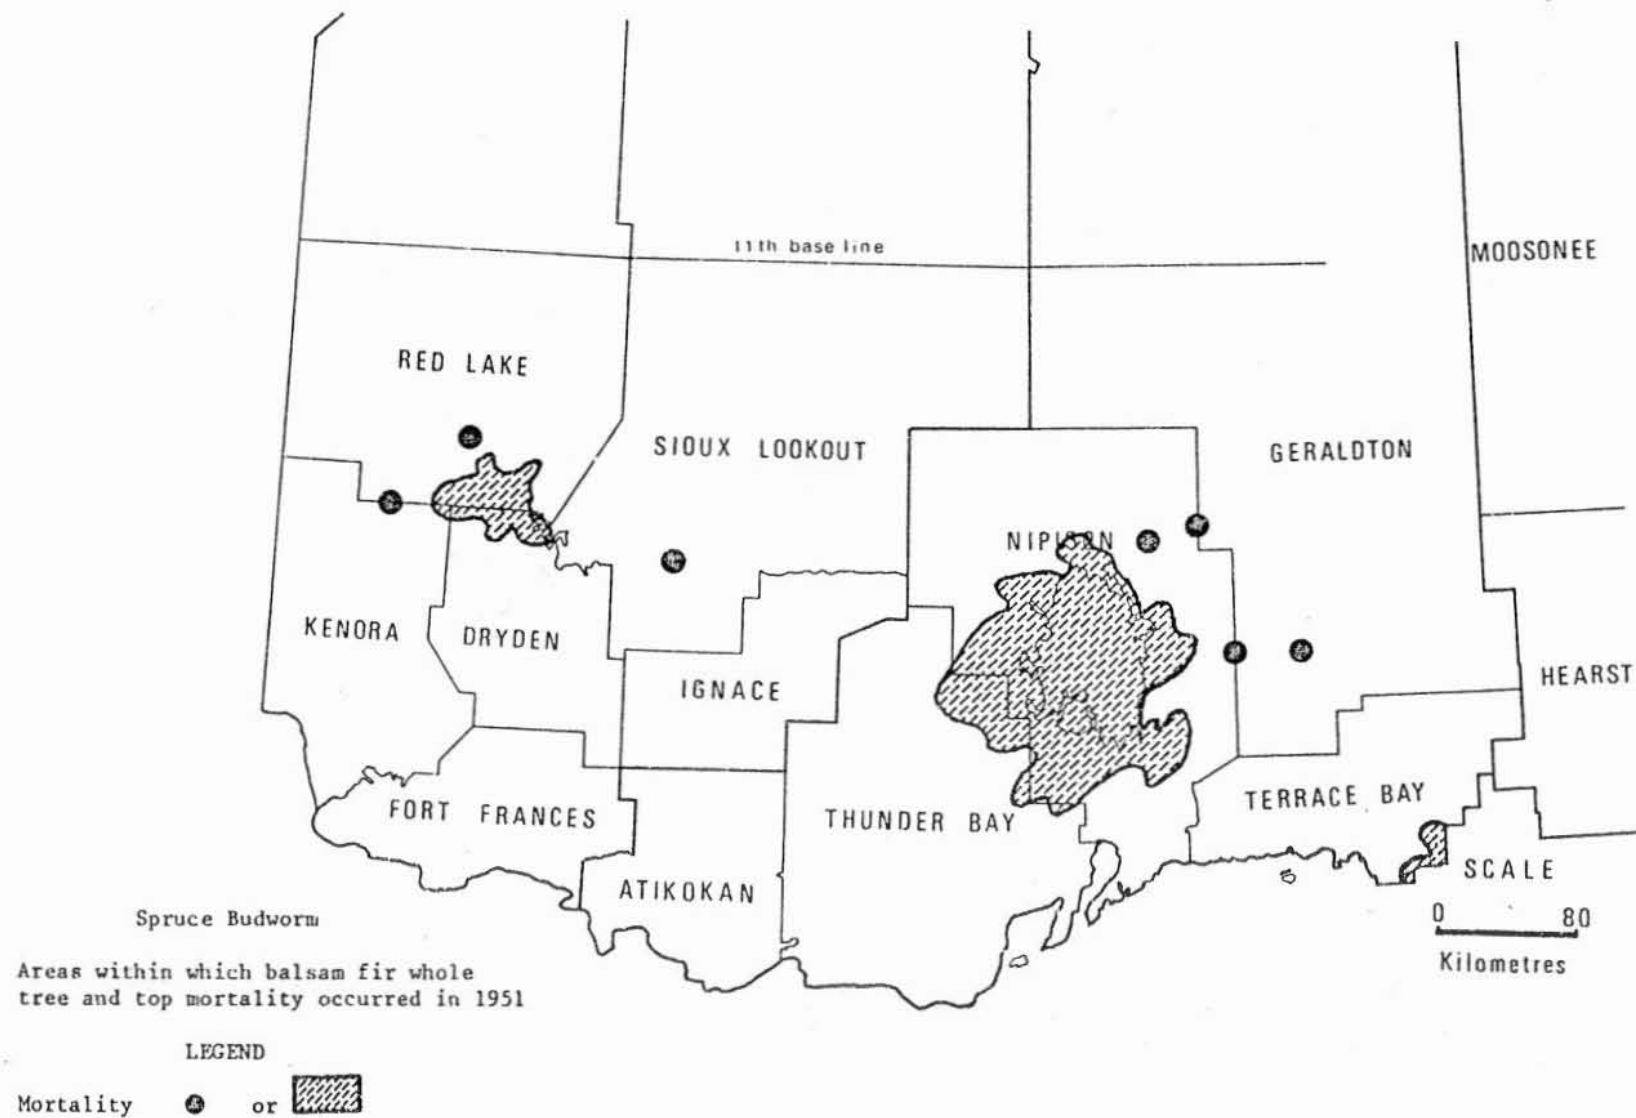 11th base line
MOOSONEE
RED LAKE
SIOUX LOOKOUT
GERALDTON
NIPIGON
KENORA
DRYDEN
IGNACE
HEARST
FORT FRANCES
THUNDER BAY
TERRACE BAY
ATIKOKAN
SCALE
0 80
Kilometres
Spruce Budworm
Areas within which balsam fir whole
tree and top mortality occurred in 1951
LEGEND
Mortality or